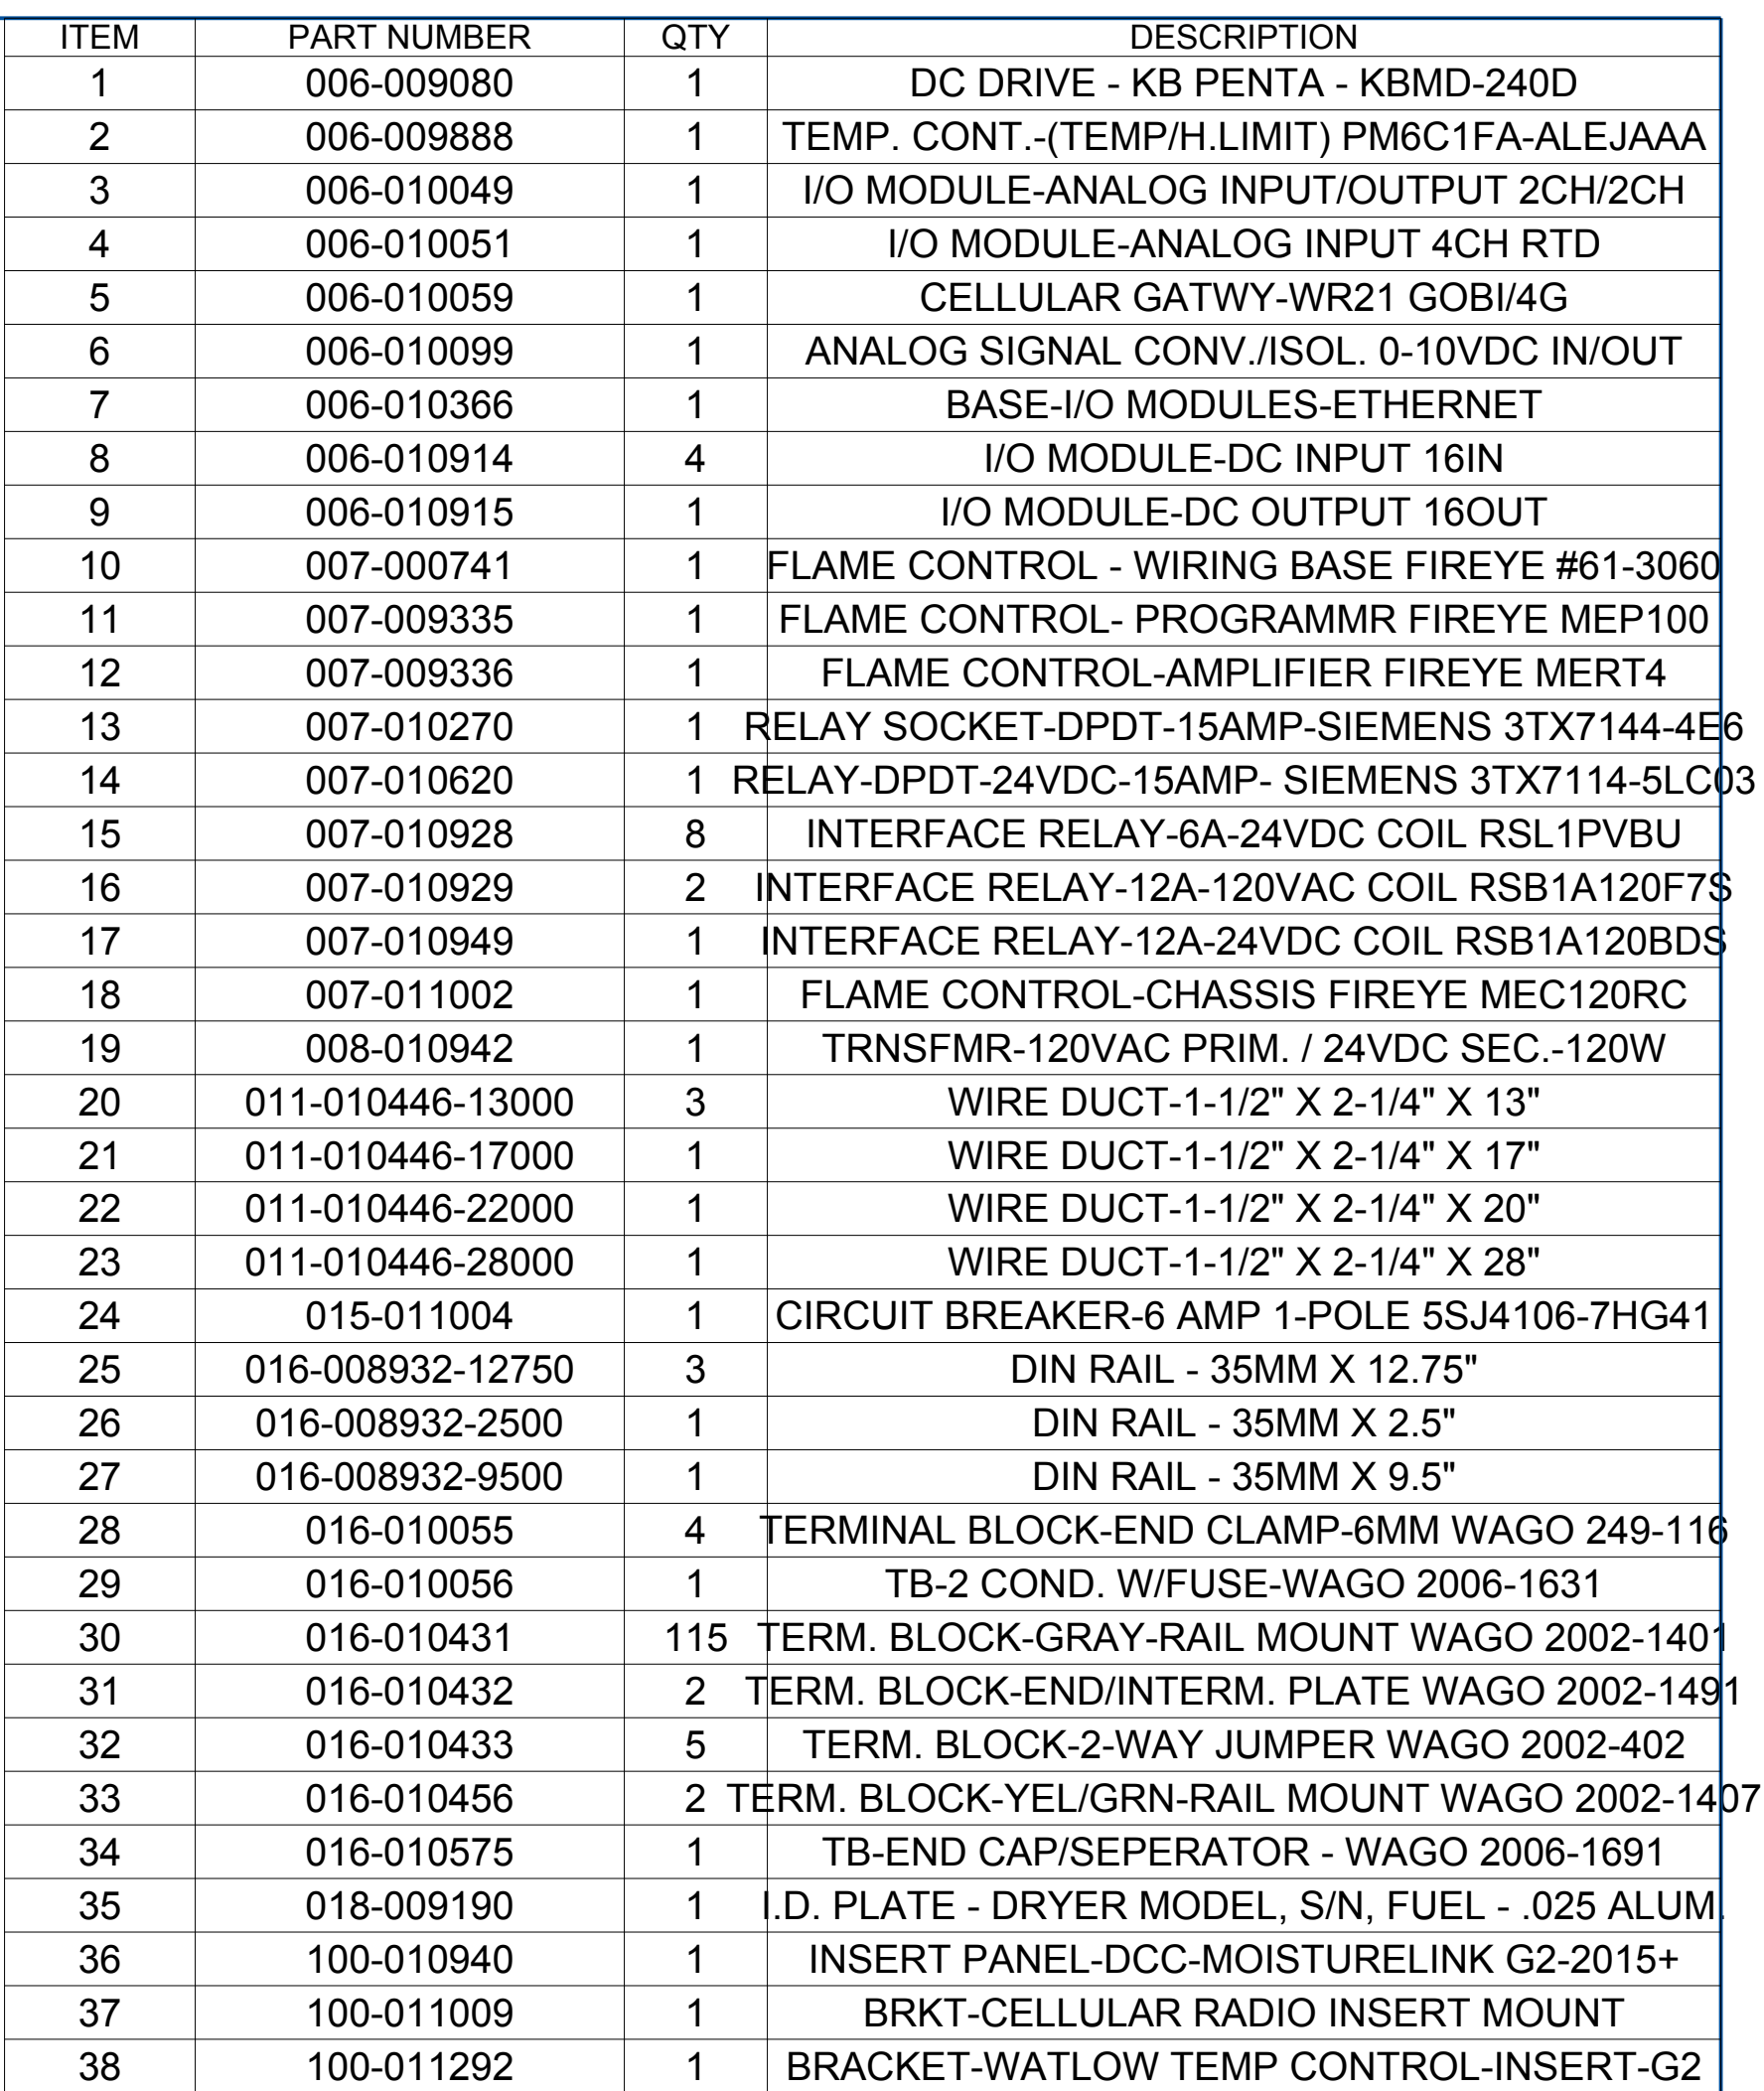 ITEM PART NUMBER QTY DESCRIPTION
1 006-009080 1 DC DRIVE - KB PENTA - KBMD-240D
2 006-009888 1 TEMP. CONT.-(TEMP/H.LIMIT) PM6C1FA-ALEJAAA
3 006-010049 1 I/O MODULE-ANALOG INPUT/OUTPUT 2CH/2CH
4 006-010051 1 I/O MODULE-ANALOG INPUT 4CH RTD
5 006-010059 1 CELLULAR GATWY-WR21 GOBI/4G
6 006-010099 1 ANALOG SIGNAL CONV./ISOL. 0-10VDC IN/OUT
7 006-010366 1 BASE-I/O MODULES-ETHERNET
8 006-010914 4 I/O MODULE-DC INPUT 16IN
9 006-010915 1 I/O MODULE-DC OUTPUT 16OUT
10 007-000741 1 FLAME CONTROL - WIRING BASE FIREYE #61-3060
11 007-009335 1 FLAME CONTROL- PROGRAMMR FIREYE MEP100
12 007-009336 1 FLAME CONTROL-AMPLIFIER FIREYE MERT4
13 007-010270 1 RELAY SOCKET-DPDT-15AMP-SIEMENS 3TX7144-4E6
14 007-010620 1 RELAY-DPDT-24VDC-15AMP- SIEMENS 3TX7114-5LC03
15 007-010928 8 INTERFACE RELAY-6A-24VDC COIL RSL1PVBU
16 007-010929 2 INTERFACE RELAY-12A-120VAC COIL RSB1A120F7S
17 007-010949 1 INTERFACE RELAY-12A-24VDC COIL RSB1A120BDS
18 007-011002 1 FLAME CONTROL-CHASSIS FIREYE MEC120RC
19 008-010942 1 TRNSFMR-120VAC PRIM. / 24VDC SEC.-120W
20 011-010446-13000 3 WIRE DUCT-1-1/2" X 2-1/4" X 13"
21 011-010446-17000 1 WIRE DUCT-1-1/2" X 2-1/4" X 17"
22 011-010446-22000 1 WIRE DUCT-1-1/2" X 2-1/4" X 20"
23 011-010446-28000 1 WIRE DUCT-1-1/2" X 2-1/4" X 28"
24 015-011004 1 CIRCUIT BREAKER-6 AMP 1-POLE 5SJ4106-7HG41
25 016-008932-12750 3 DIN RAIL - 35MM X 12.75"
26 016-008932-2500 1 DIN RAIL - 35MM X 2.5"
27 016-008932-9500 1 DIN RAIL - 35MM X 9.5"
28 016-010055 4 TERMINAL BLOCK-END CLAMP-6MM WAGO 249-116
29 016-010056 1 TB-2 COND. W/FUSE-WAGO 2006-1631
30 016-010431 115 TERM. BLOCK-GRAY-RAIL MOUNT WAGO 2002-1401
31 016-010432 2 TERM. BLOCK-END/INTERM. PLATE WAGO 2002-1491
32 016-010433 5 TERM. BLOCK-2-WAY JUMPER WAGO 2002-402
33 016-010456 2 TERM. BLOCK-YEL/GRN-RAIL MOUNT WAGO 2002-1407
34 016-010575 1 TB-END CAP/SEPERATOR - WAGO 2006-1691
35 018-009190 1 I.D. PLATE - DRYER MODEL, S/N, FUEL - .025 ALUM.
36 100-010940 1 INSERT PANEL-DCC-MOISTURELINK G2-2015+
37 100-011009 1 BRKT-CELLULAR RADIO INSERT MOUNT
38 100-011292 1 BRACKET-WATLOW TEMP CONTROL-INSERT-G2